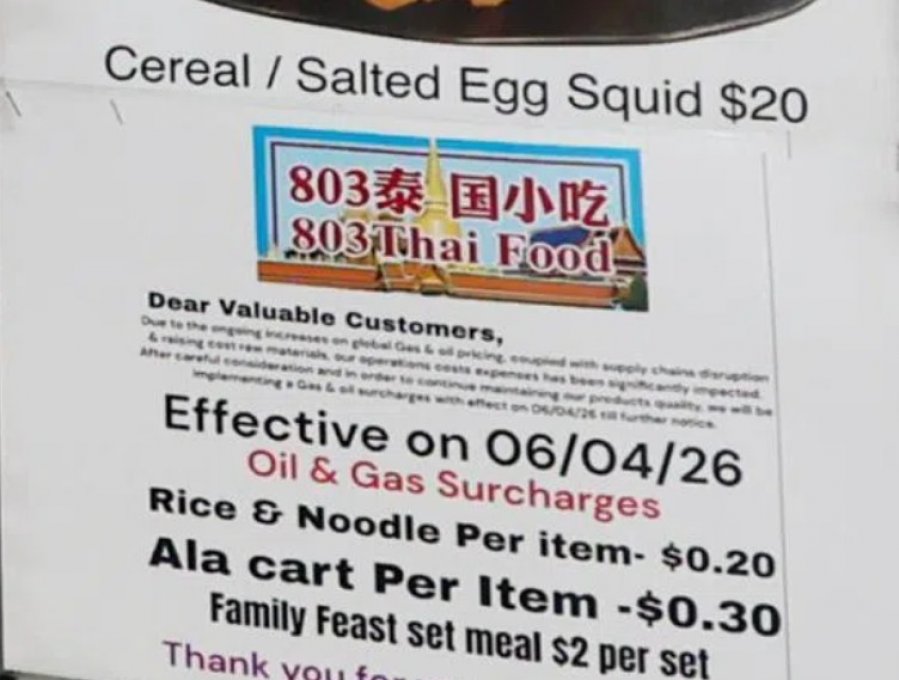 Cereal / Salted Egg Squid $20
803泰国小吃
803 Thai Food
Dear Valuable Customers,
Due to the ongoing increases on global Gas & oil pricing, coupled with supply chains disruption
& raising cost raw materials, our operations costs expenses has been significantly impacted.
After careful consideration and in order to continue maintaining our products quality, we will be
implementing a Gas & oil surcharges with effect on 06/04/26 till further notice.
Effective on 06/04/26
Oil & Gas Surcharges
Rice & Noodle Per item- $0.20
Ala cart Per Item -$0.30
Family Feast set meal $2 per set
Thank you for